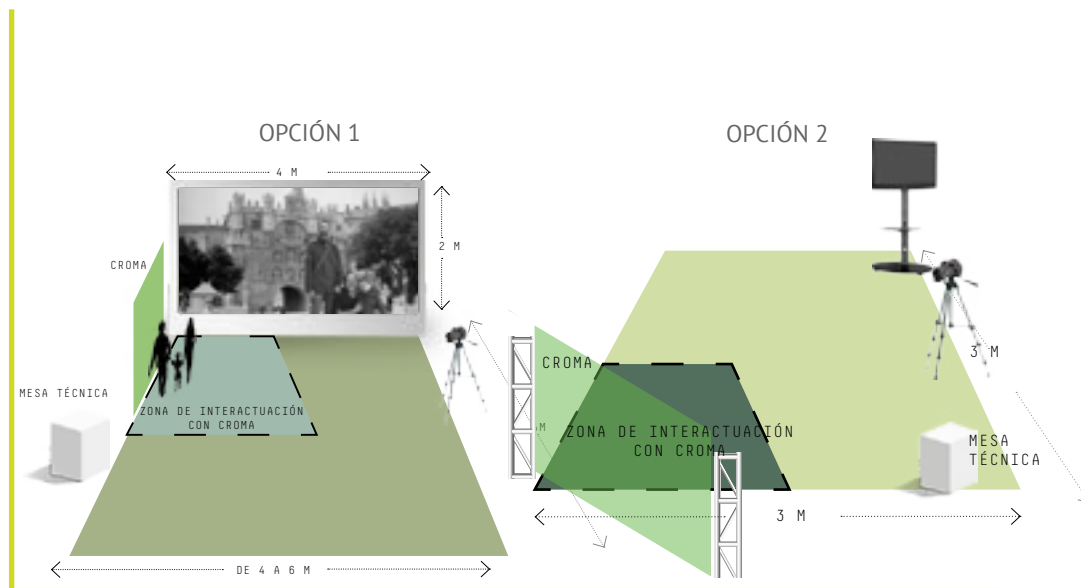 OPCIÓN 1
4 M
2 M
CROMA
MESA TÉCNICA
ZONA DE INTERACTUACIÓN
CON CROMA
DE 4 A 6 M
OPCIÓN 2
CROMA
3 M
ZONA DE INTERACTUACIÓN
CON CROMA
MESA
TÉCNICA
3 M